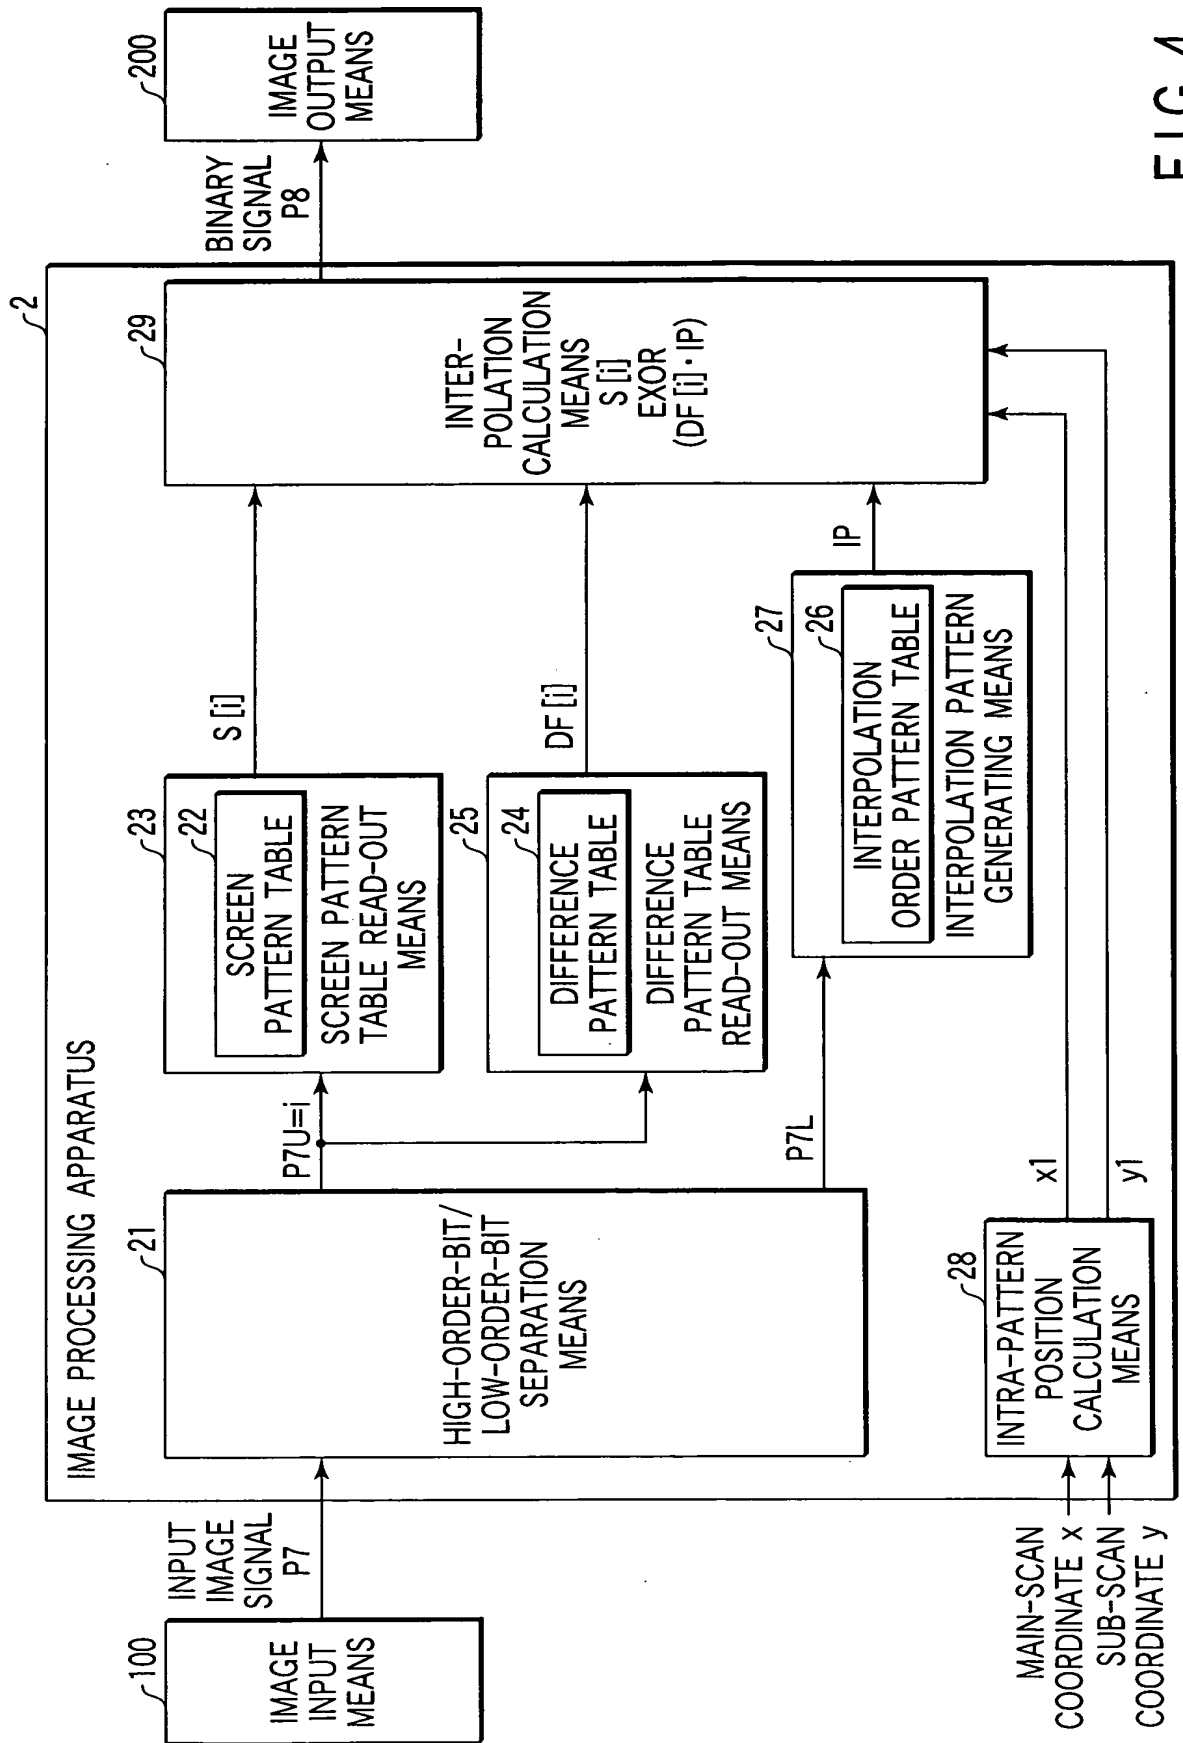 IMAGE PROCESSING APPARATUS
2
100
IMAGE
INPUT
MEANS
INPUT
IMAGE
SIGNAL
P7
21
HIGH-ORDER-BIT/
LOW-ORDER-BIT
SEPARATION
MEANS
P7U=i
P7L
23
22
SCREEN
PATTERN TABLE
SCREEN PATTERN
TABLE READ-OUT
MEANS
S [i]
25
24
DIFFERENCE
PATTERN TABLE
DIFFERENCE
PATTERN TABLE
READ-OUT MEANS
DF [i]
27
26
INTERPOLATION
ORDER PATTERN TABLE
INTERPOLATION PATTERN
GENERATING MEANS
IP
MAIN-SCAN
COORDINATE x
SUB-SCAN
COORDINATE y
28
INTRA-PATTERN
POSITION
CALCULATION
MEANS
x1
y1
29
INTER-
POLATION
CALCULATION
MEANS
S [i]
EXOR
(DF [i] · IP)
BINARY
SIGNAL
P8
200
IMAGE
OUTPUT
MEANS
FIG. 4